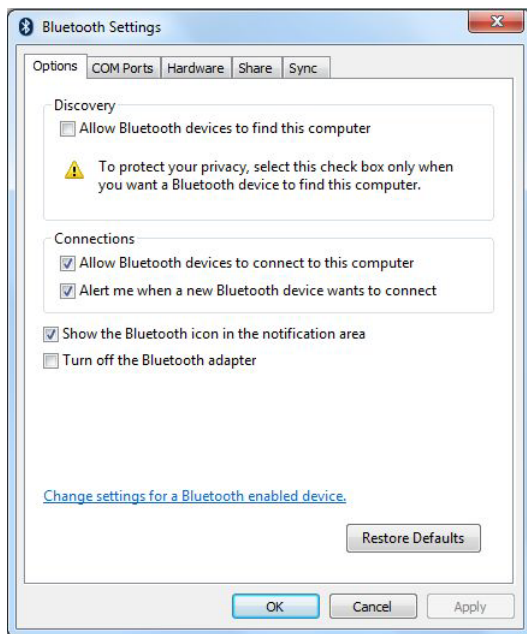 Bluetooth Settings
Options COM Ports Hardware Share Sync
Discovery
Allow Bluetooth devices to find this computer
To protect your privacy, select this check box only when
you want a Bluetooth device to find this computer.
Connections
Allow Bluetooth devices to connect to this computer
Alert me when a new Bluetooth device wants to connect
Show the Bluetooth icon in the notification area
Turn off the Bluetooth adapter
Change settings for a Bluetooth enabled device.
Restore Defaults
OK Cancel Apply